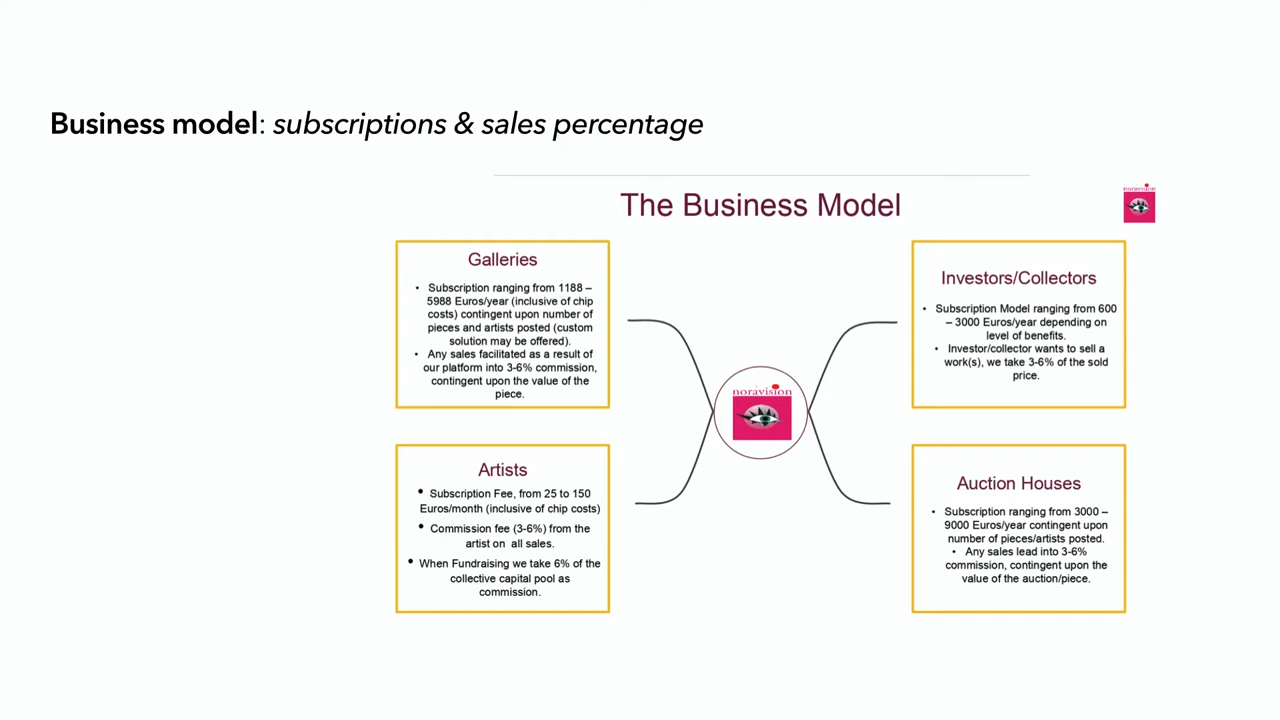 Business model: subscriptions & sales percentage
The Business Model
noravision
Galleries
• Subscription ranging from 1188 –
5988 Euros/year (inclusive of chip
costs) contingent upon number of
pieces and artists posted (custom
solution may be offered).
• Any sales facilitated as a result of
our platform into 3-6% commission,
contingent upon the value of the
piece.
Artists
• Subscription Fee, from 25 to 150
Euros/month (inclusive of chip costs)
• Commission fee (3-6%) from the
artist on all sales.
• When Fundraising we take 6% of the
collective capital pool as
commission.
noravision
Investors/Collectors
• Subscription Model ranging from 600
– 3000 Euros/year depending on
level of benefits.
• Investor/collector wants to sell a
work(s), we take 3-6% of the sold
price.
Auction Houses
• Subscription ranging from 3000 –
9000 Euros/year contingent upon
number of pieces/artists posted.
• Any sales lead into 3-6%
commission, contingent upon the
value of the auction/piece.